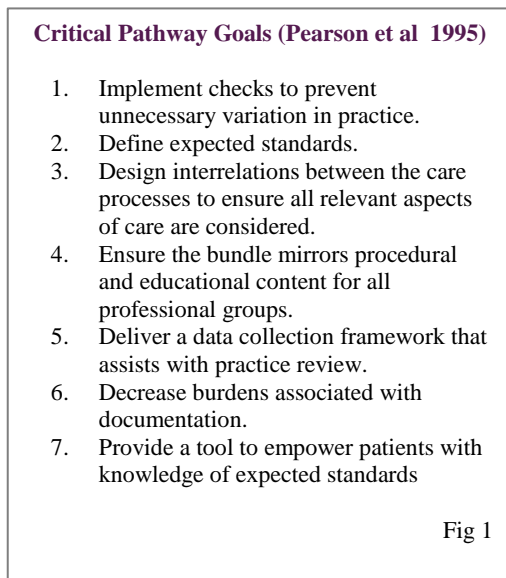 Critical Pathway Goals (Pearson et al  1995)
1. Implement checks to prevent
unnecessary variation in practice.
2. Define expected standards.
3. Design interrelations between the care
processes to ensure all relevant aspects
of care are considered.
4. Ensure the bundle mirrors procedural
and educational content for all
professional groups.
5. Deliver a data collection framework that
assists with practice review.
6. Decrease burdens associated with
documentation.
7. Provide a tool to empower patients with
knowledge of expected standards
Fig 1